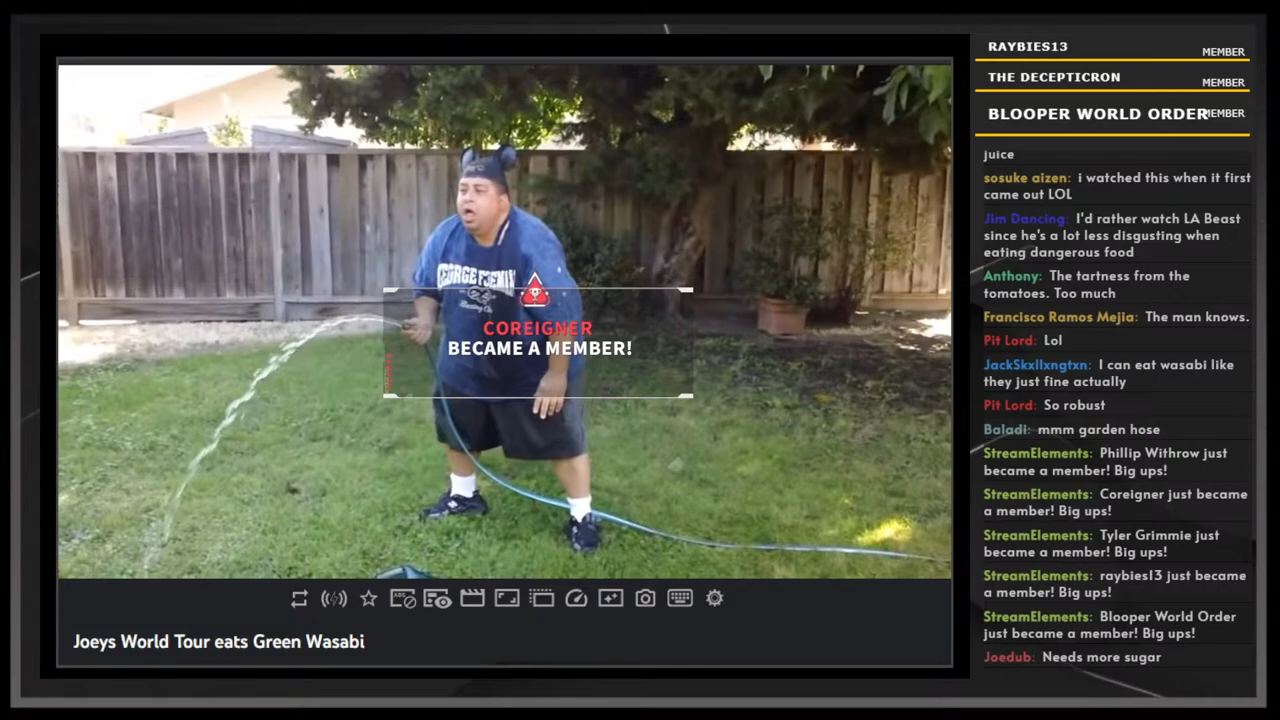 RAYBIES13
MEMBER
THE DECEPTICRON
MEMBER
BLOOPER WORLD ORDER
MEMBER
juice
sosuke aizen: i watched this when it first
came out LOL
Jim Dancing: I'd rather watch LA Beast
since he's a lot less disgusting when
eating dangerous food
Anthony: The tartness from the
tomatoes. Too much
Francisco Ramos Mejia: The man knows.
Pit Lord: Lol
JackSkxllxngtxn: I can eat wasabi like
they just fine actually
Pit Lord: So robust
Baladi: mmm garden hose
StreamElements: Phillip Withrow just
became a member! Big ups!
StreamElements: Coreigner just became
a member! Big ups!
StreamElements: Tyler Grimmie just
became a member! Big ups!
StreamElements: raybies13 just became
a member! Big ups!
StreamElements: Blooper World Order
just became a member! Big ups!
Joedub: Needs more sugar
GEORGE FOREMAN
COREIGNER
BECAME A MEMBER!
Joeys World Tour eats Green Wasabi